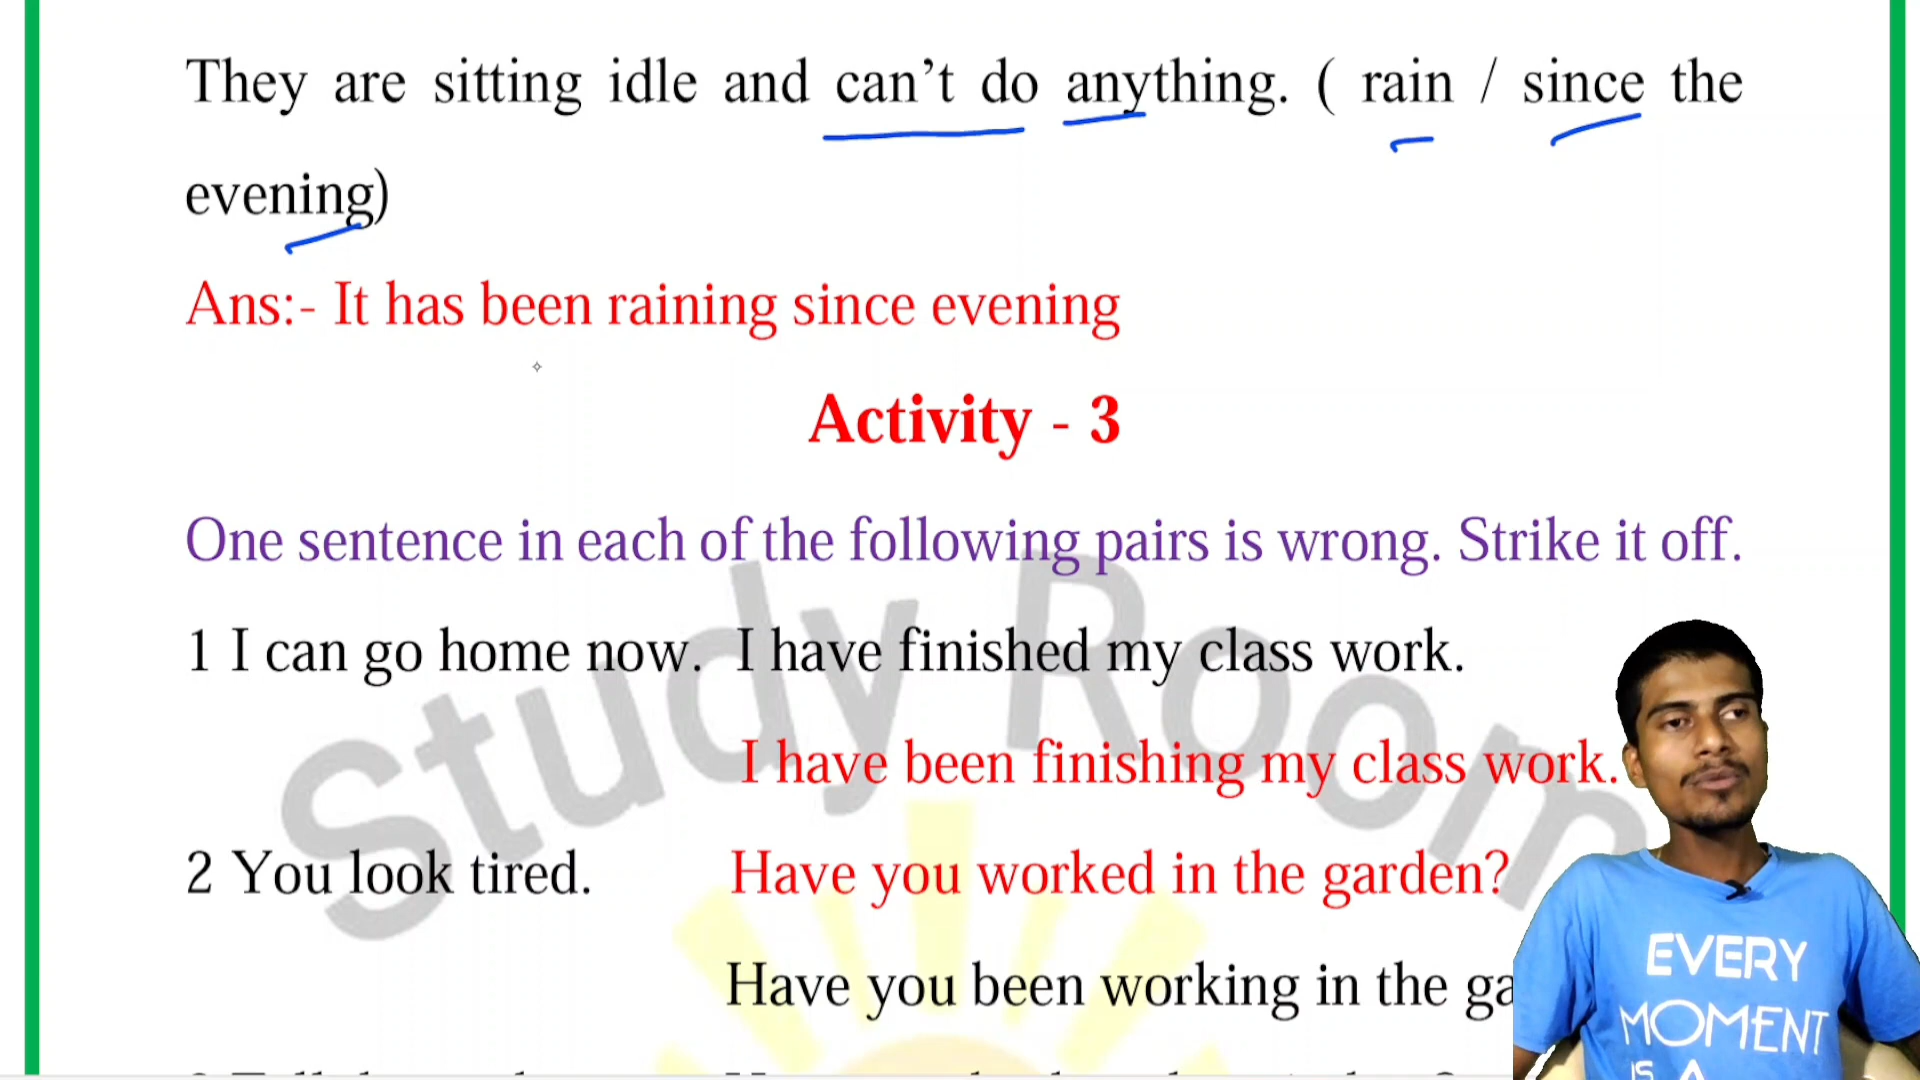 They are sitting idle and can’t do anything. ( rain / since the
evening)
Ans:- It has been raining since evening
Activity - 3
One sentence in each of the following pairs is wrong. Strike it off.
1 I can go home now. I have finished my class work.
I have been finishing my class work.
2 You look tired. Have you worked in the garden?
Have you been working in the ga
Study Room
EVERY
MOMENT
IS A